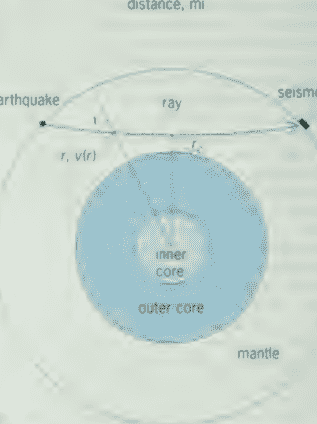 distance, mi
arthquake
ray
seism
r, v(r)
inner
core
outer core
mantle